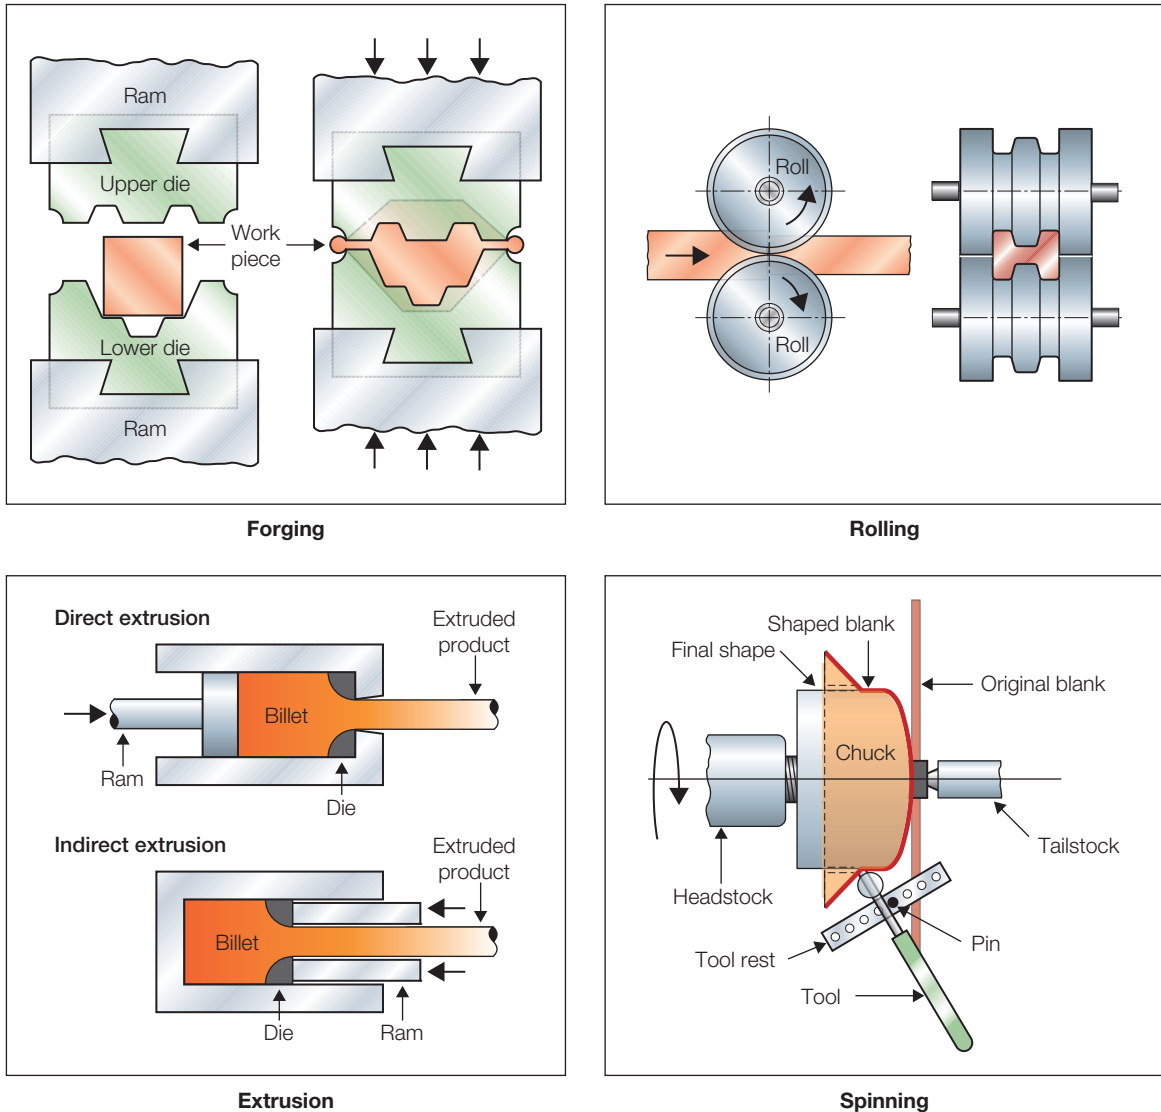 Ram
Upper die
Work
piece
Lower die
Ram
Forging
Roll
Roll
Rolling
Direct extrusion
Extruded
product
Billet
Ram
Die
Indirect extrusion
Extruded
product
Billet
Die
Ram
Extrusion
Shaped blank
Final shape
Original blank
Chuck
Tailstock
Headstock
Pin
Tool rest
Tool
Spinning